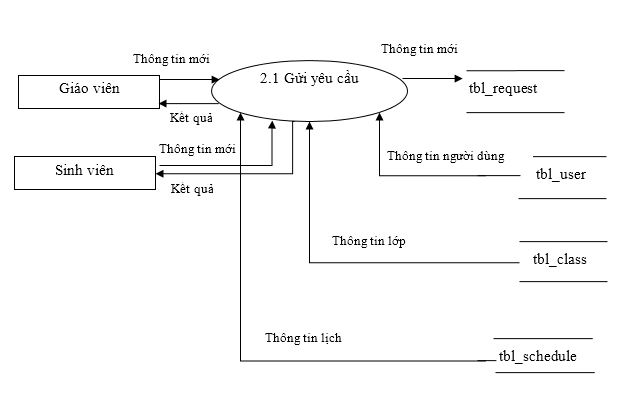 Thông tin mới
Thông tin mới
2.1 Gửi yêu cầu
Giáo viên
tbl_request
Kết quả
Thông tin mới
Thông tin người dùng
Sinh viên
tbl_user
Kết quả
Thông tin lớp
tbl_class
Thông tin lịch
tbl_schedule